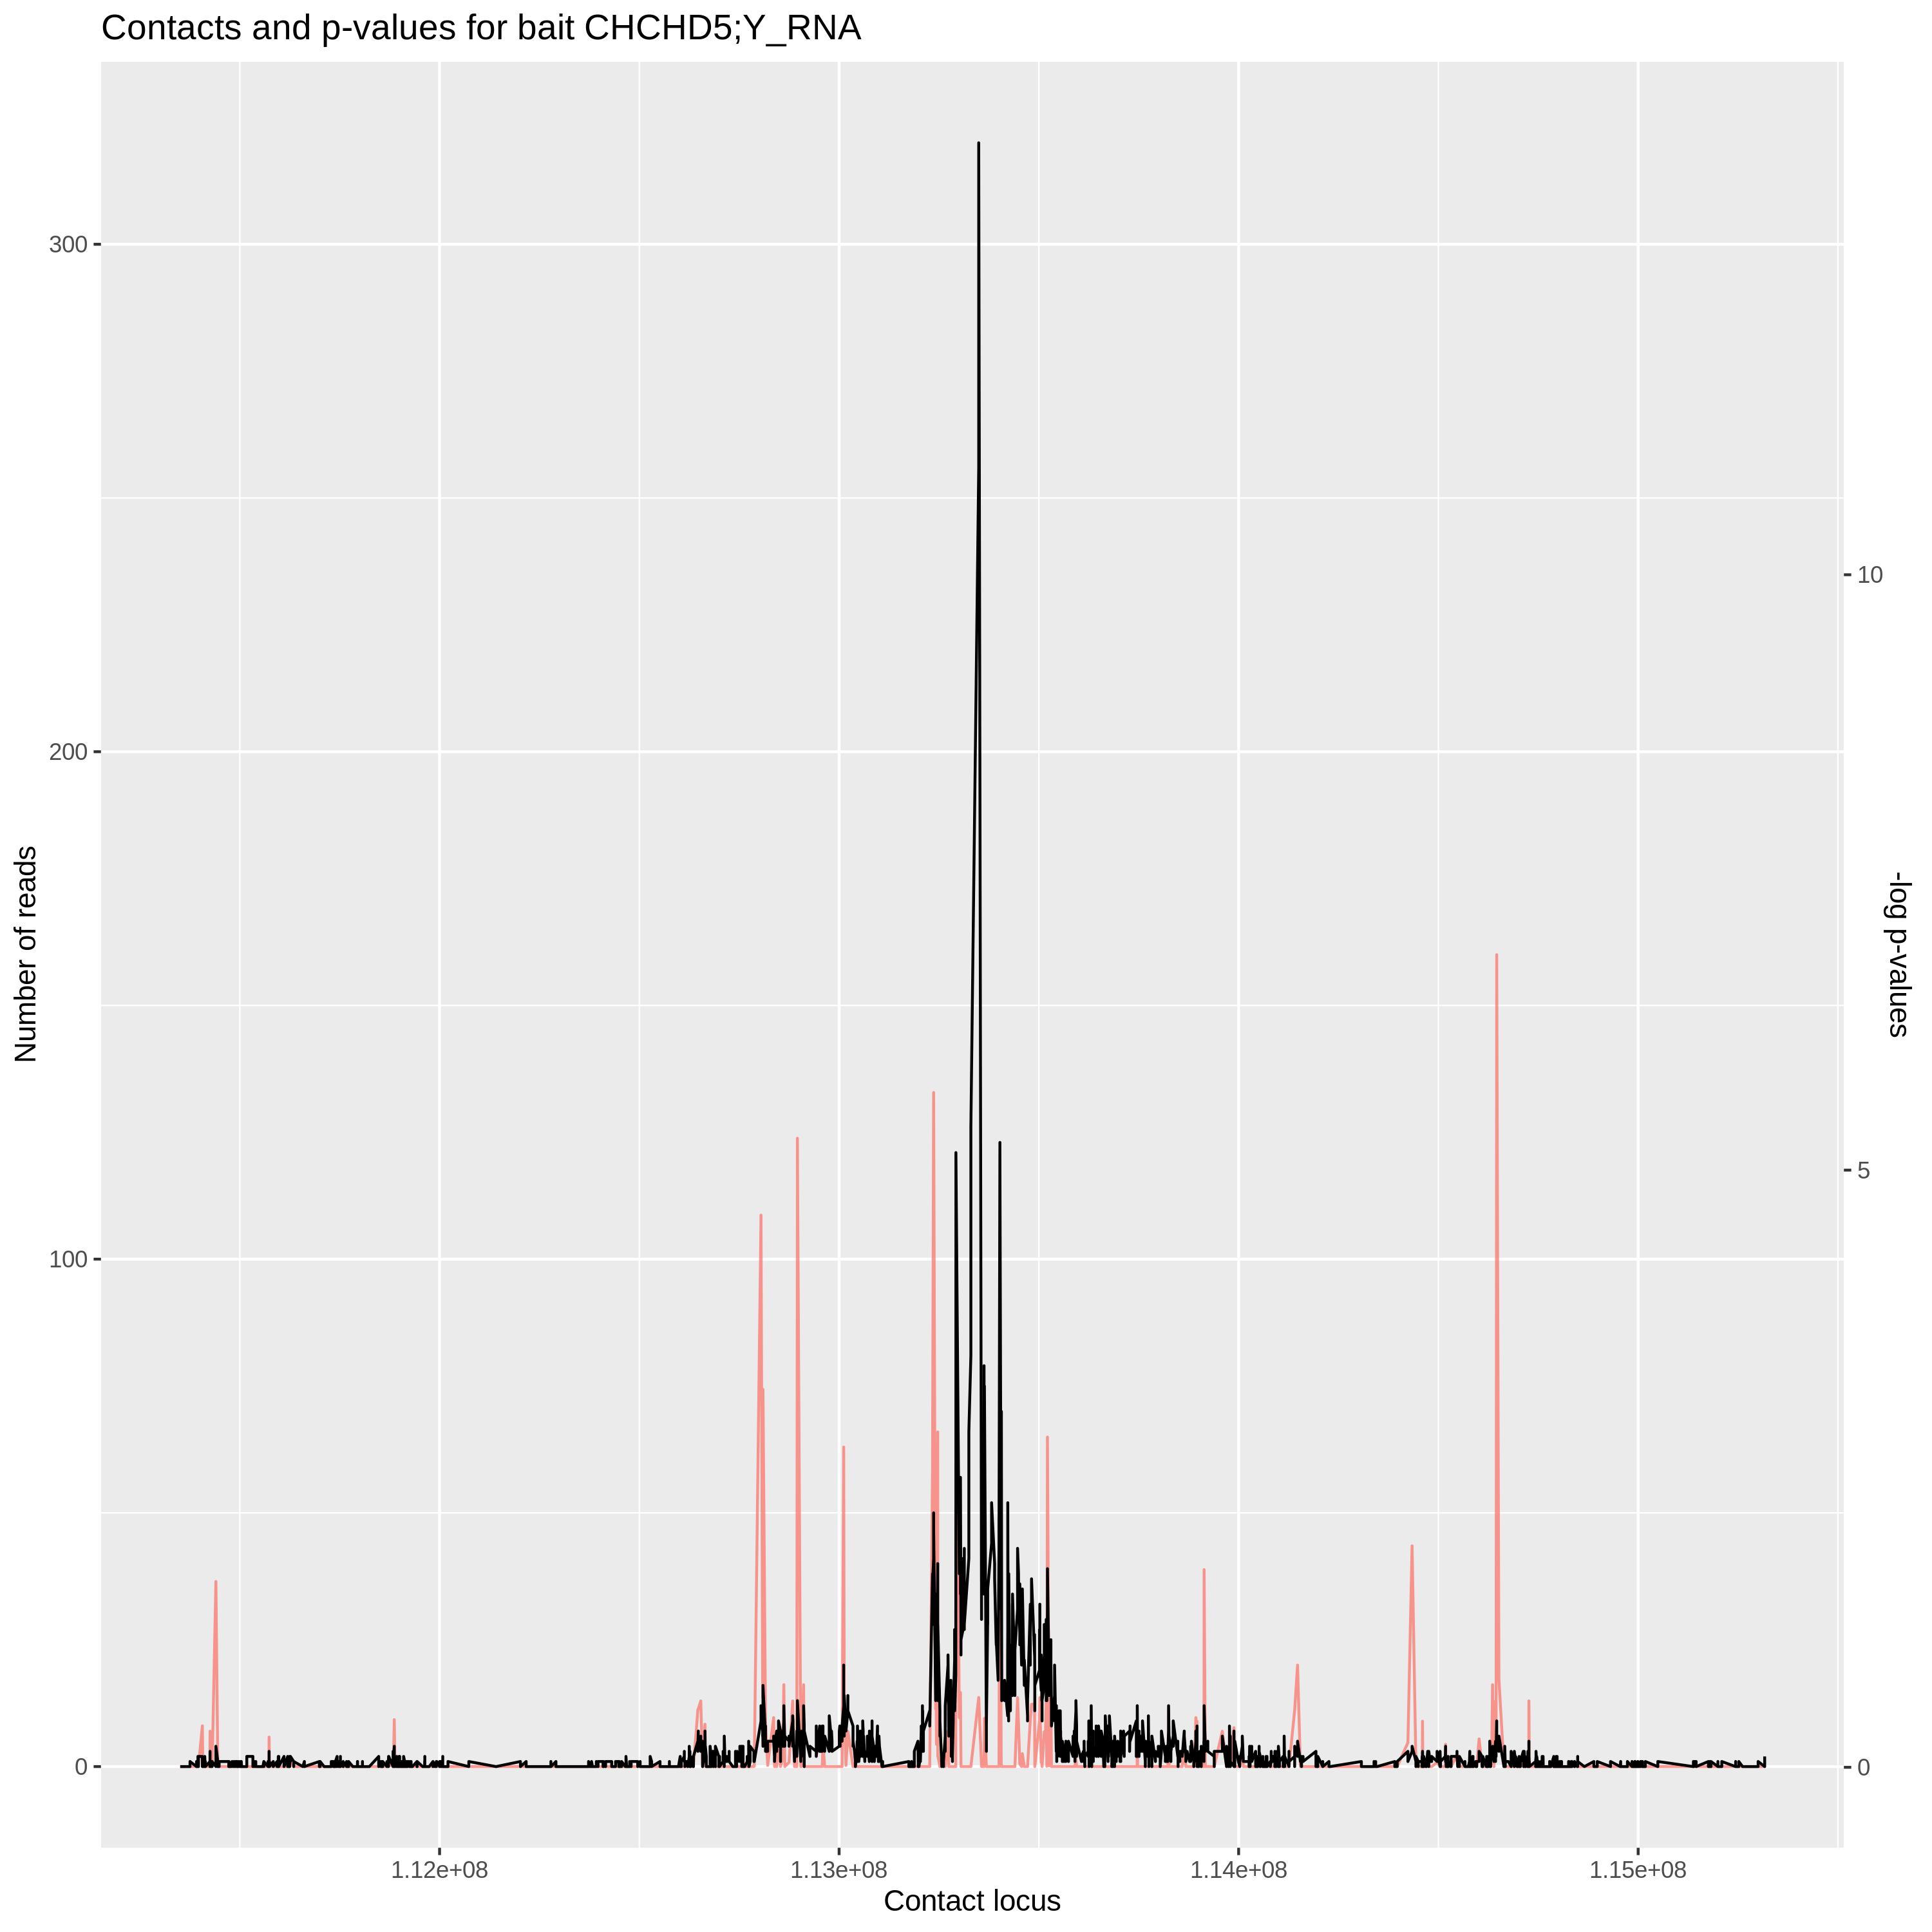 Contacts and p-values for bait CHCHD5;Y_RNA
300
200
100
0
10
5
0
Number of reads
-log p-values
1.12e+08
1.13e+08
1.14e+08
1.15e+08
Contact locus